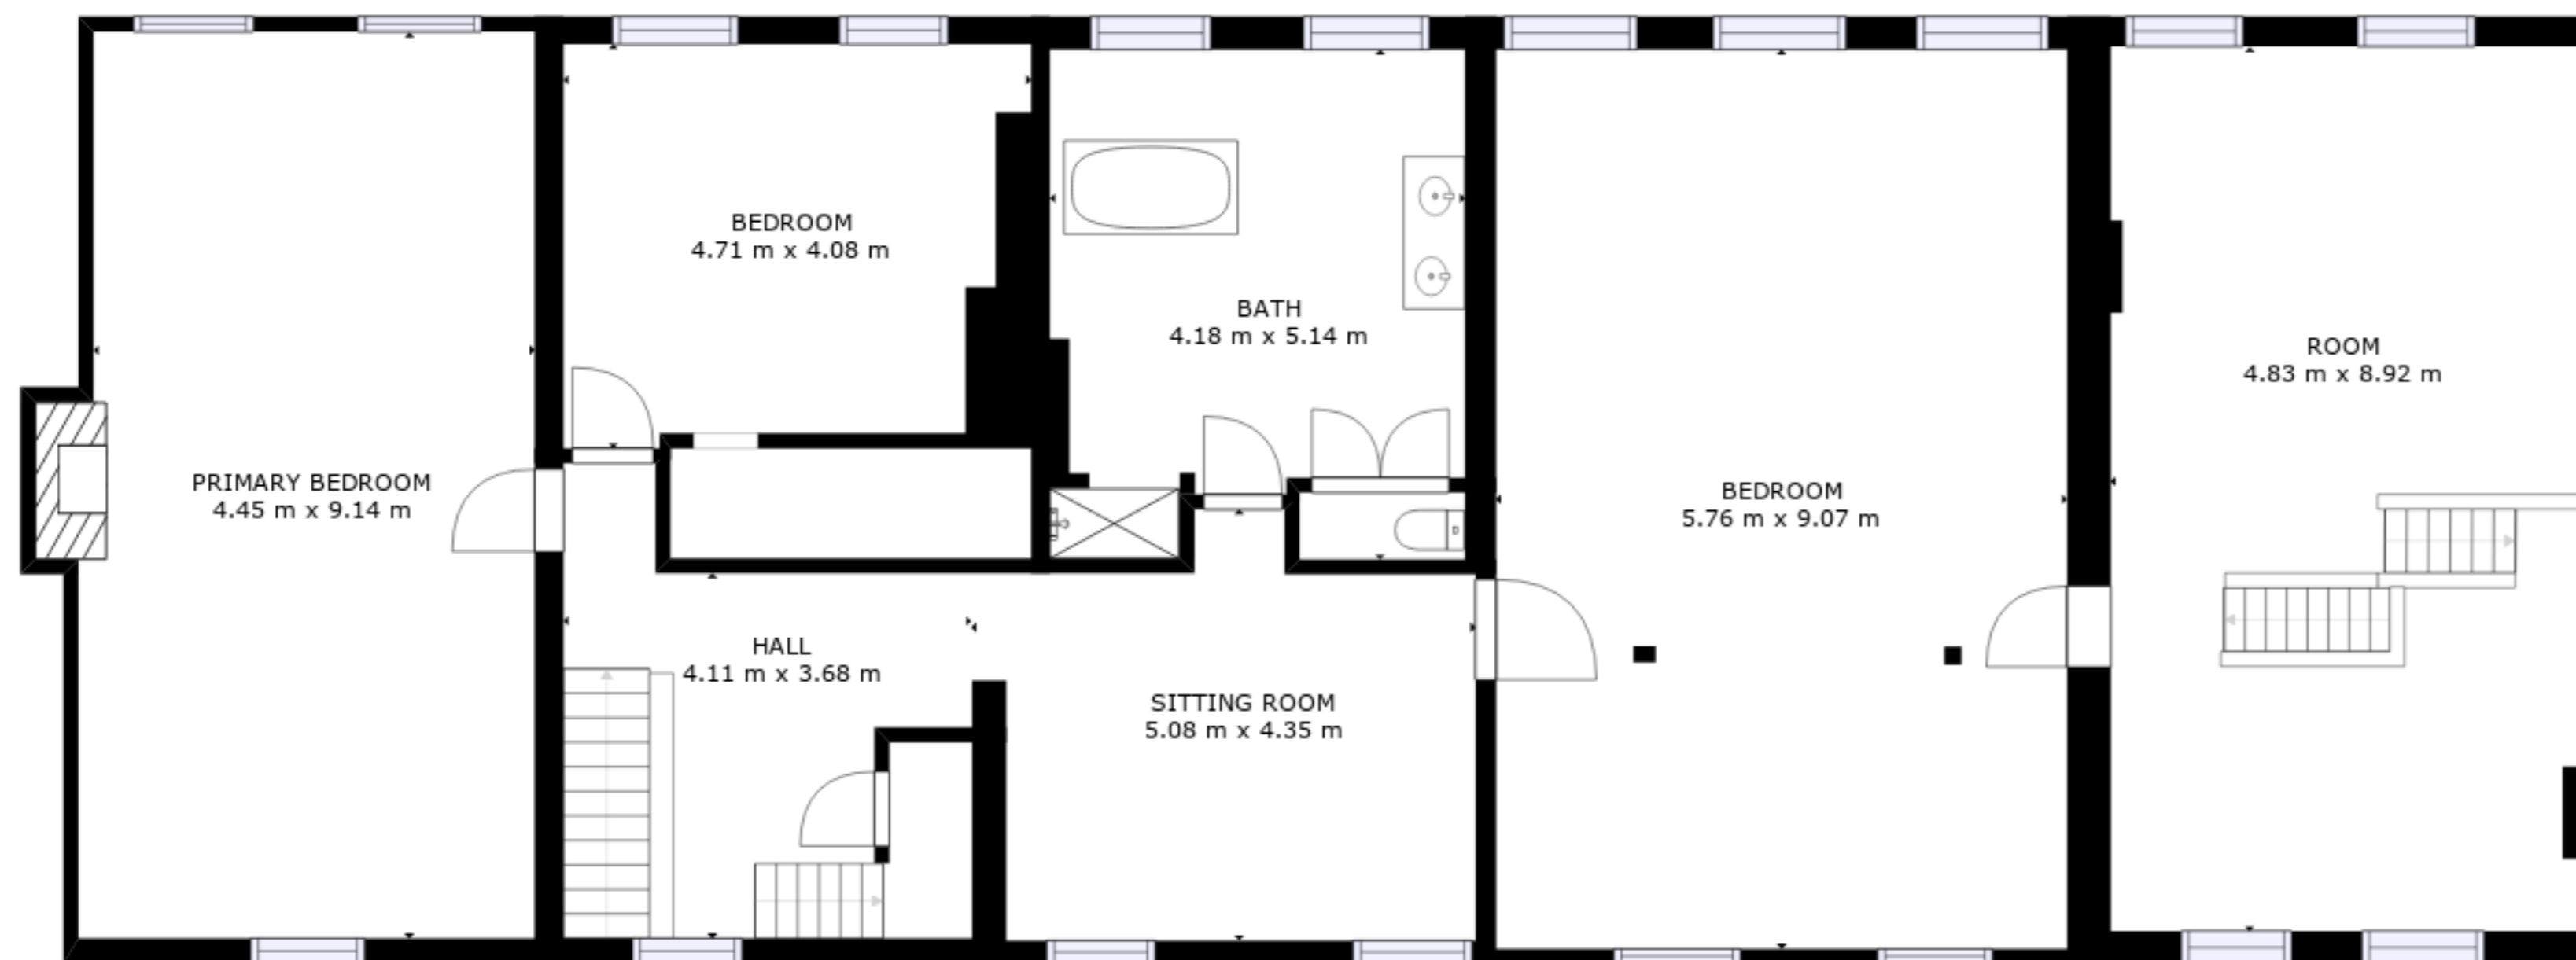 PRIMARY BEDROOM
4.45 m x 9.14 m
BEDROOM
4.71 m x 4.08 m
BATH
4.18 m x 5.14 m
HALL
4.11 m x 3.68 m
SITTING ROOM
5.08 m x 4.35 m
BEDROOM
5.76 m x 9.07 m
ROOM
4.83 m x 8.92 m